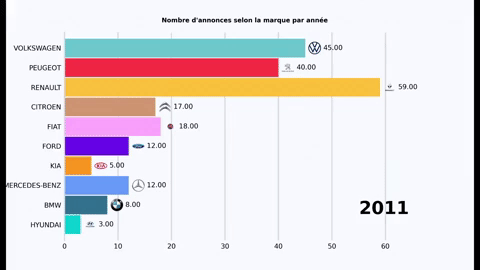 Nombre d'annonces selon la marque par année
VOLKSWAGEN 45.00
PEUGEOT 40.00
RENAULT 59.00
CITROEN 17.00
FIAT 18.00
FORD 12.00
KIA KIA 5.00
MERCEDES-BENZ 12.00
BMW 8.00
HYUNDAI 3.00
2011
0 10 20 30 40 50 60